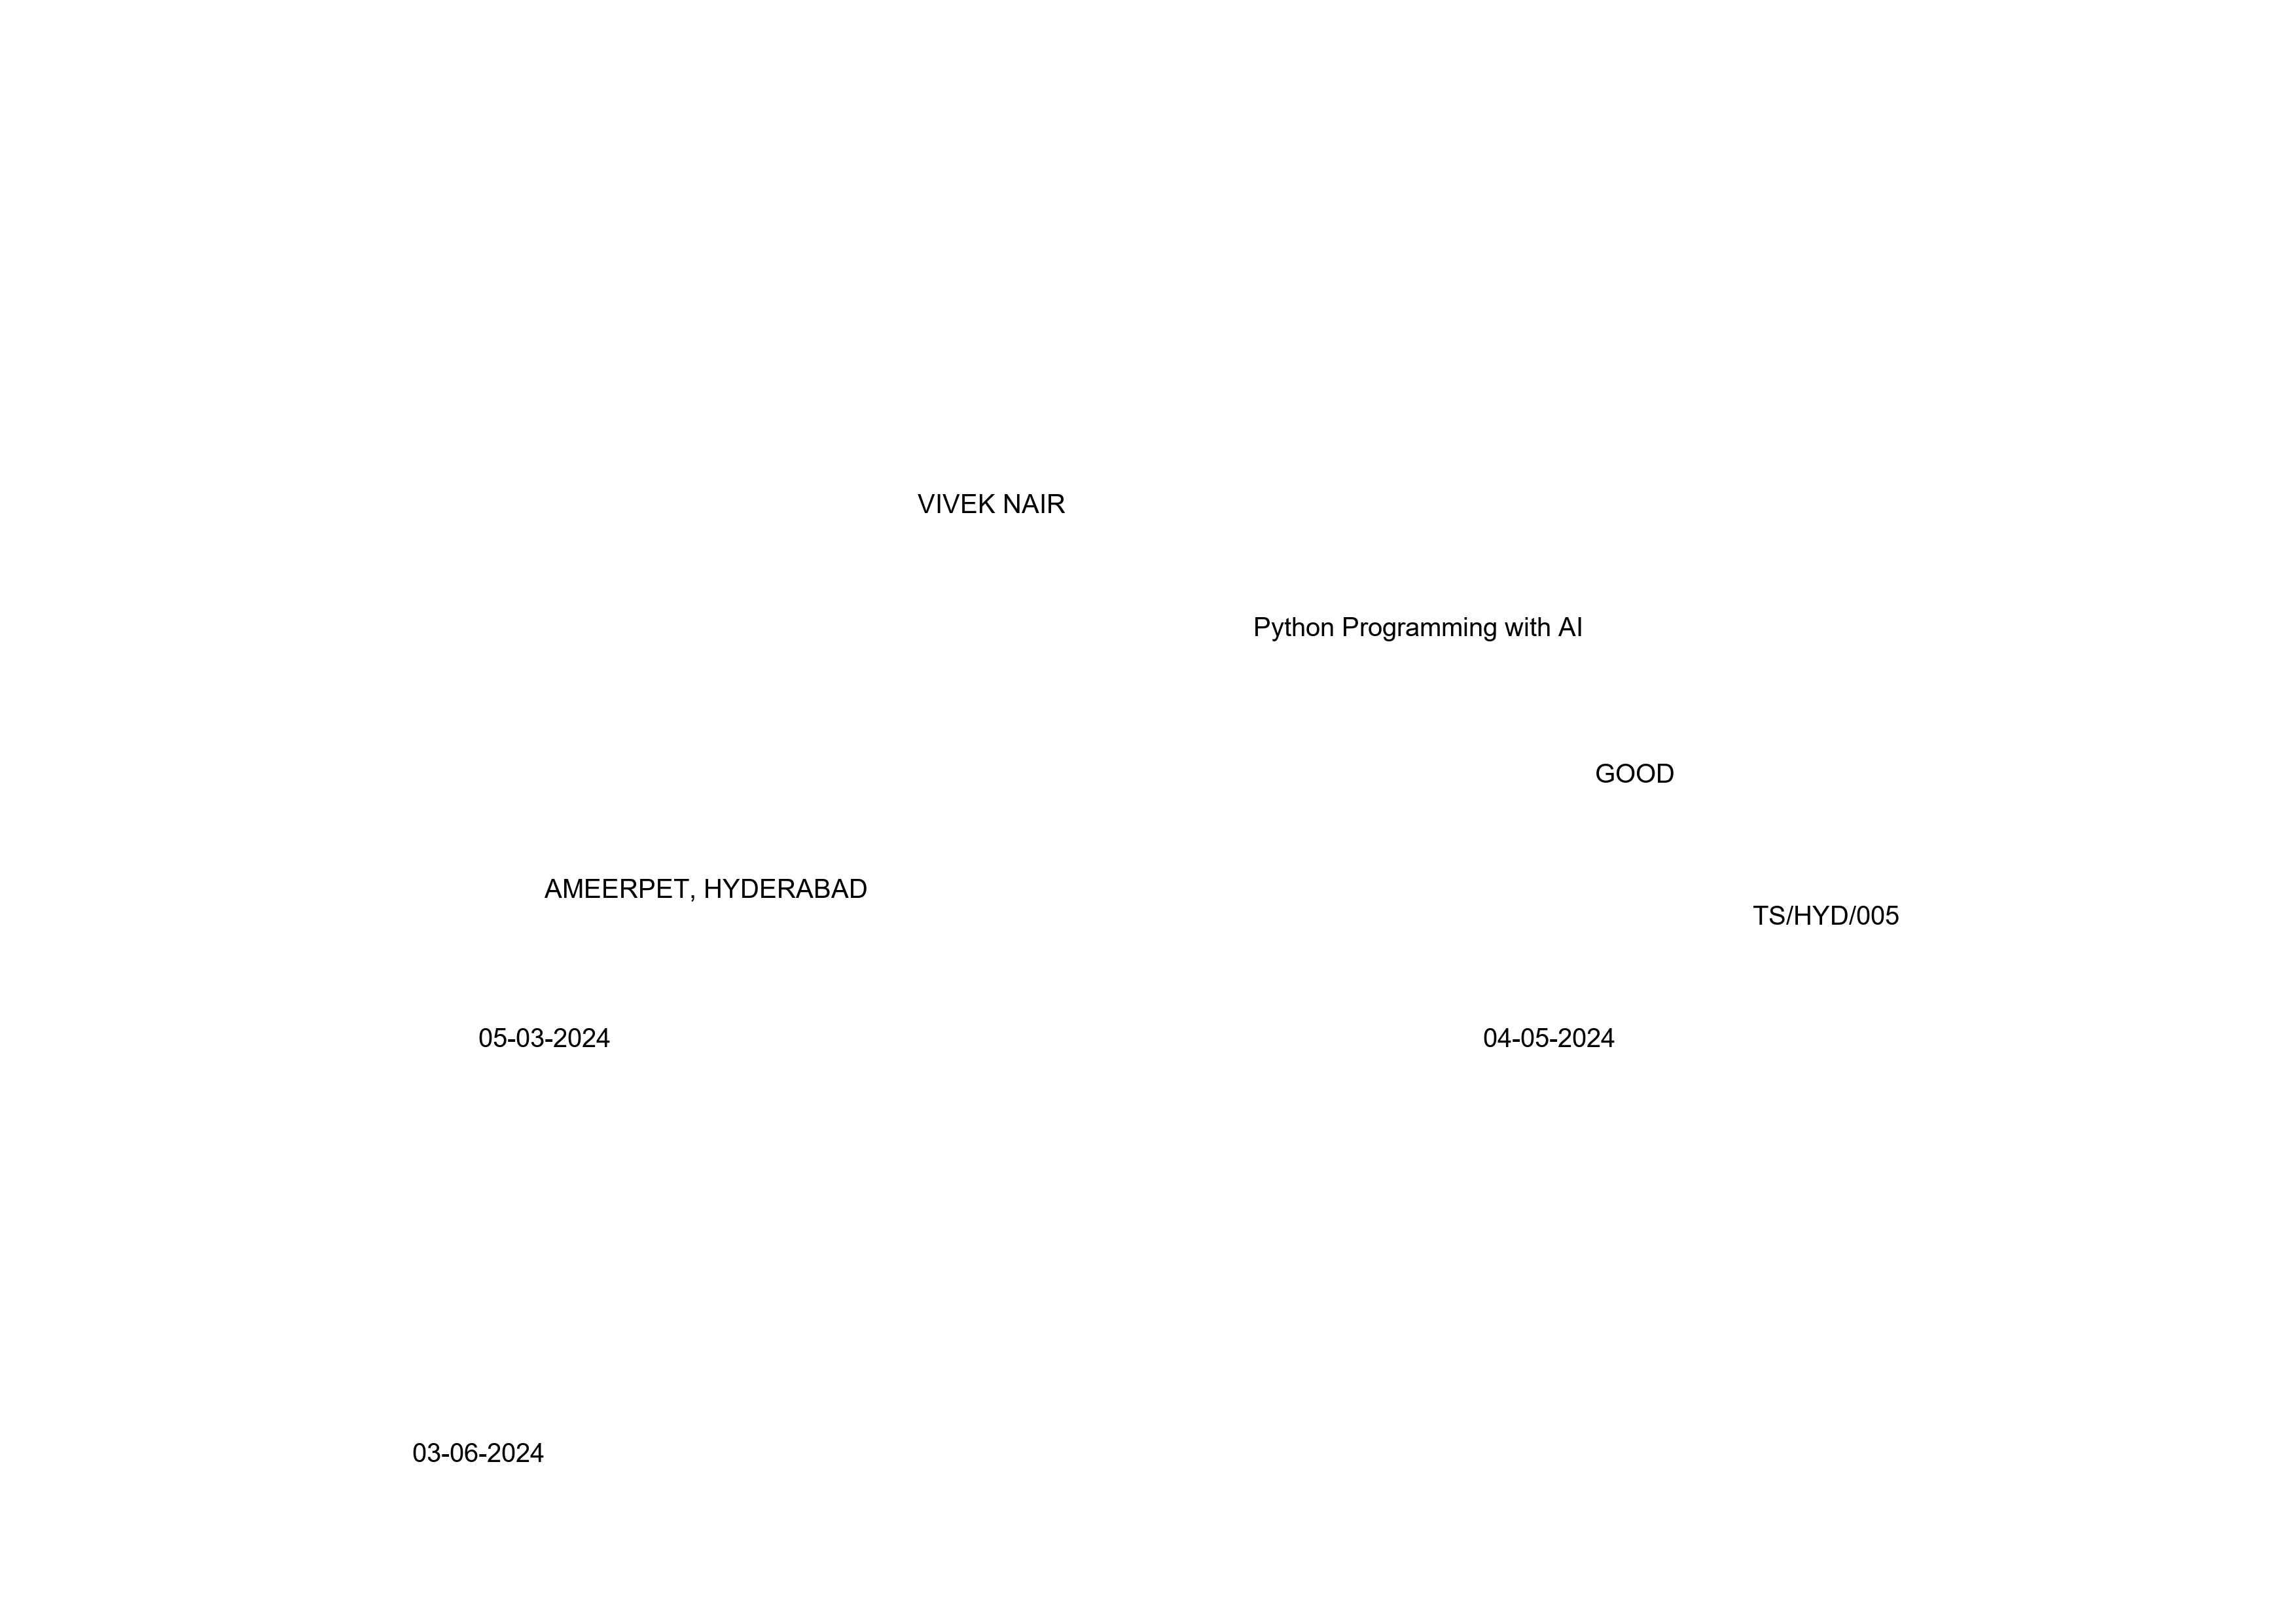 VIVEK NAIR
Python Programming with AI
GOOD
AMEERPET, HYDERABAD
TS/HYD/005
05-03-2024 04-05-2024
03-06-2024